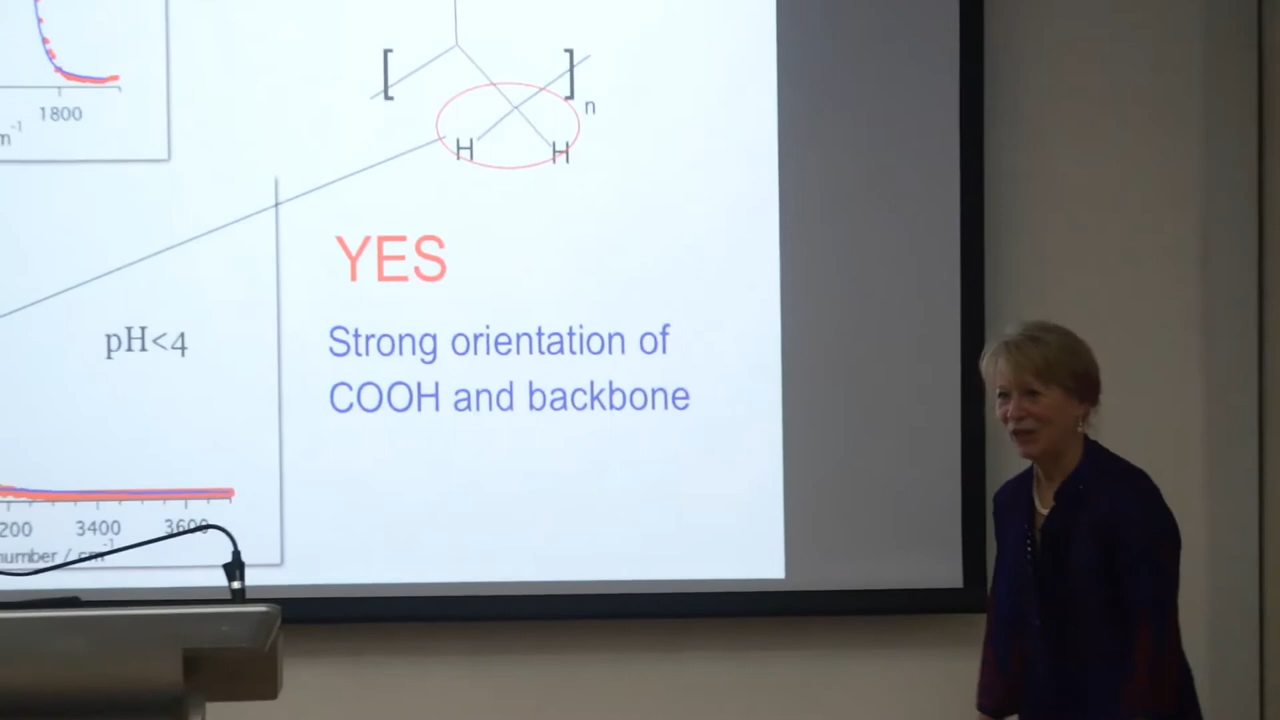 [ ]
n
H H
1800
m⁻¹
YES
pH<4
Strong orientation of
COOH and backbone
200 3400 3600
number / cm⁻¹